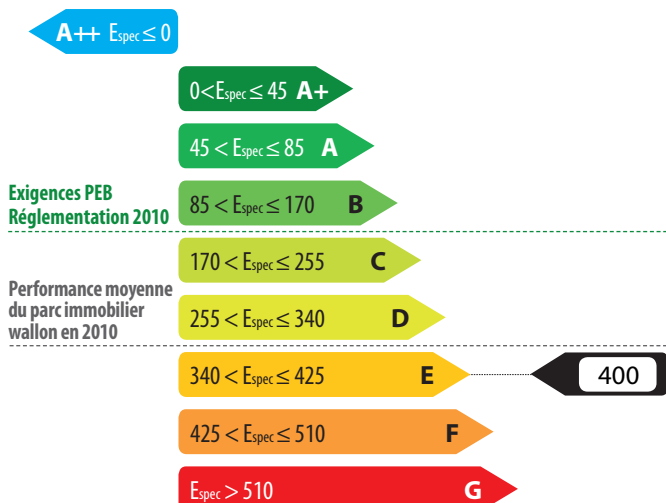 A++ Espec ≤ 0
0<Espec ≤ 45 A+
45 < Espec ≤ 85 A
Exigences PEB
Réglementation 2010
85 < Espec ≤ 170 B
170 < Espec ≤ 255 C
Performance moyenne
du parc immobilier
wallon en 2010
255 < Espec ≤ 340 D
340 < Espec ≤ 425 E
400
425 < Espec ≤ 510 F
Espec > 510 G